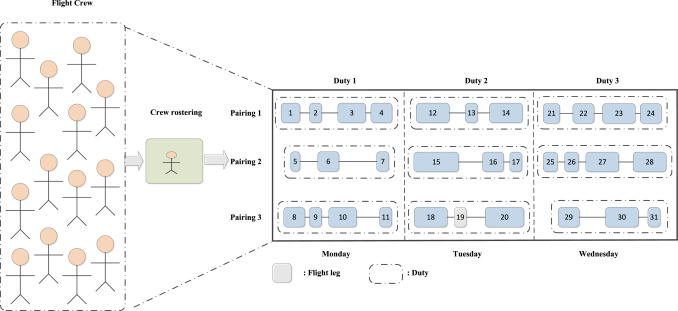 Flight Crew
Duty 1 Duty 2 Duty 3
Crew rostering
Pairing 1 1 2 3 4 12 13 14 21 22 23 24
Pairing 2 5 6 7 15 16 17 25 26 27 28
Pairing 3 8 9 10 11 18 19 20 29 30 31
Monday Tuesday Wednesday
: Flight leg : Duty